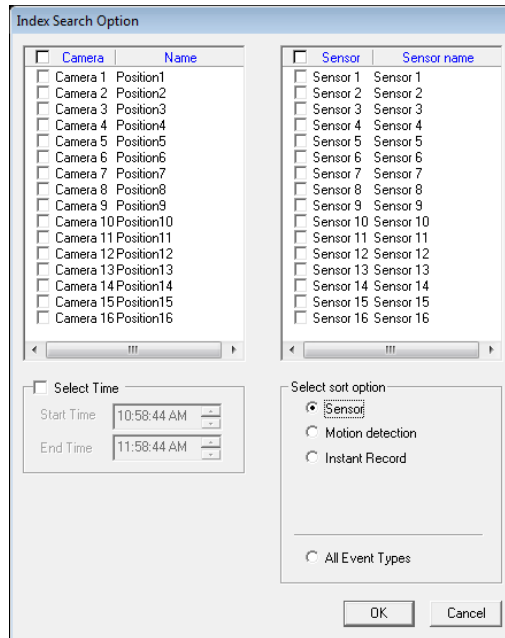 Index Search Option
Camera Name
Camera 1 Position1
Camera 2 Position2
Camera 3 Position3
Camera 4 Position4
Camera 5 Position5
Camera 6 Position6
Camera 7 Position7
Camera 8 Position8
Camera 9 Position9
Camera 10 Position10
Camera 11 Position11
Camera 12 Position12
Camera 13 Position13
Camera 14 Position14
Camera 15 Position15
Camera 16 Position16
Sensor Sensor name
Sensor 1 Sensor 1
Sensor 2 Sensor 2
Sensor 3 Sensor 3
Sensor 4 Sensor 4
Sensor 5 Sensor 5
Sensor 6 Sensor 6
Sensor 7 Sensor 7
Sensor 8 Sensor 8
Sensor 9 Sensor 9
Sensor 10 Sensor 10
Sensor 11 Sensor 11
Sensor 12 Sensor 12
Sensor 13 Sensor 13
Sensor 14 Sensor 14
Sensor 15 Sensor 15
Sensor 16 Sensor 16
Select Time
Start Time 10:58:44 AM
End Time 11:58:44 AM
Select sort option
Sensor
Motion detection
Instant Record
All Event Types
OK Cancel